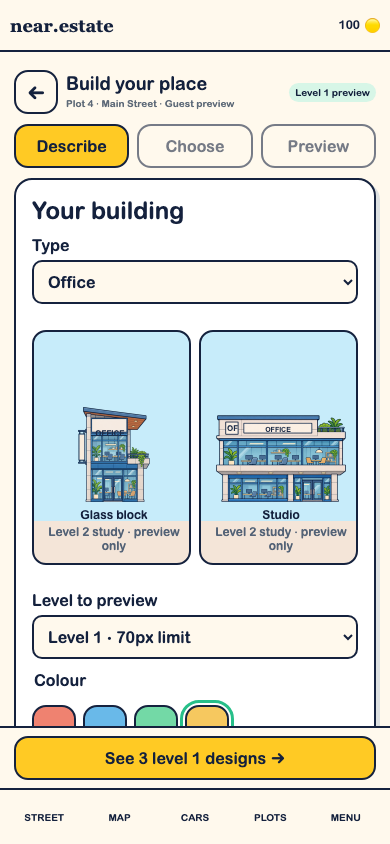 near.estate
100
Build your place
Plot 4 · Main Street · Guest preview
Level 1 preview
Describe
Choose
Preview
Your building
Type
Office
OFFICE
OF
OFFICE
Glass block
Level 2 study · preview
only
Studio
Level 2 study · preview
only
Level to preview
Level 1 · 70px limit
Colour
See 3 level 1 designs →
STREET
MAP
CARS
PLOTS
MENU